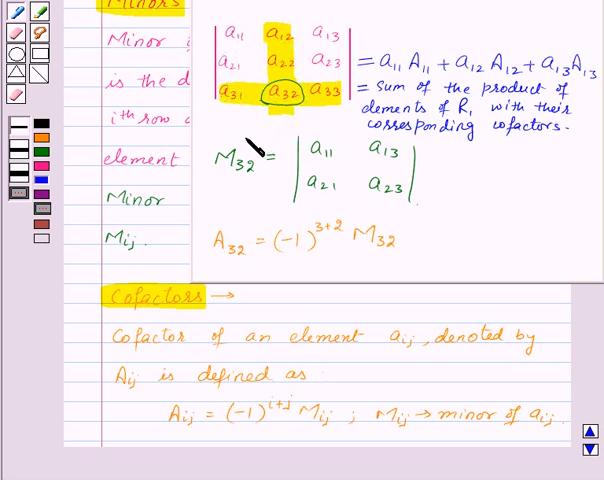 Minors
Minor i
is the d
ith row a
element
Minor
Mij.
a11 a12 a13
a21 a22 a23
a31 a32 a33
= a11 A11 + a12 A12 + a13 A13
= Sum of the product of
elements of R1 with their
corresponding cofactors.
M32 =
a11 a13
a21 a23
A32 = (-1)^3+2 M32
Cofactors →
Cofactor of an element aij, denoted by
Aij is defined as
Aij = (-1)^i+j Mij ; Mij → minor of aij.